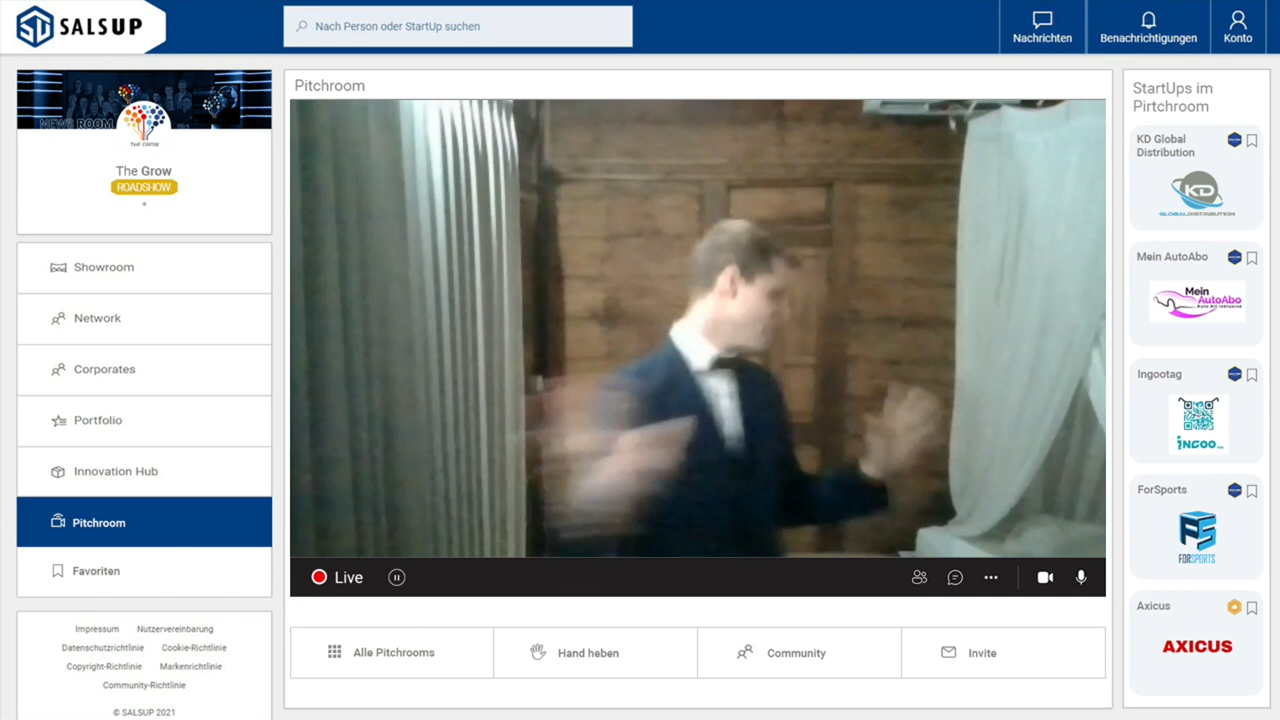 SALSUP
Nach Person oder StartUp suchen
Nachrichten
Benachrichtigungen
Konto
NEWS ROOM
THE GROW
The Grow
ROADSHOW
Showroom
Network
Corporates
Portfolio
Innovation Hub
Pitchroom
Favoriten
Impressum Nutzervereinbarung
Datenschutzrichtlinie Cookie-Richtlinie
Copyright-Richtlinie Markenrichtlinie
Community-Richtlinie
© SALSUP 2021
Pitchroom
Live
Alle Pitchrooms
Hand heben
Community
Invite
StartUps im
Pirtchroom
KD Global
Distribution
KD
GLOBALDISTRIBUTION
Mein AutoAbo
Mein
AutoAbo
Ingootag
iNGOO
ForSports
FS
FORSPORTS
Axicus
AXICUS